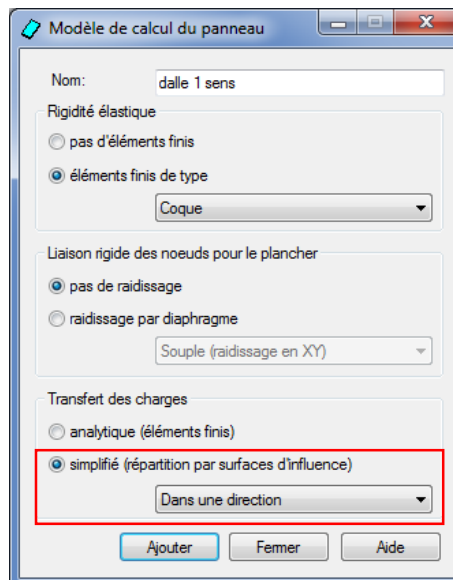 Modèle de calcul du panneau
Nom: dalle 1 sens
Rigidité élastique
pas d'éléments finis
éléments finis de type
Coque
Liaison rigide des noeuds pour le plancher
pas de raidissage
raidissage par diaphragme
Souple (raidissage en XY)
Transfert des charges
analytique (éléments finis)
simplifié (répartition par surfaces d'influence)
Dans une direction
Ajouter Fermer Aide